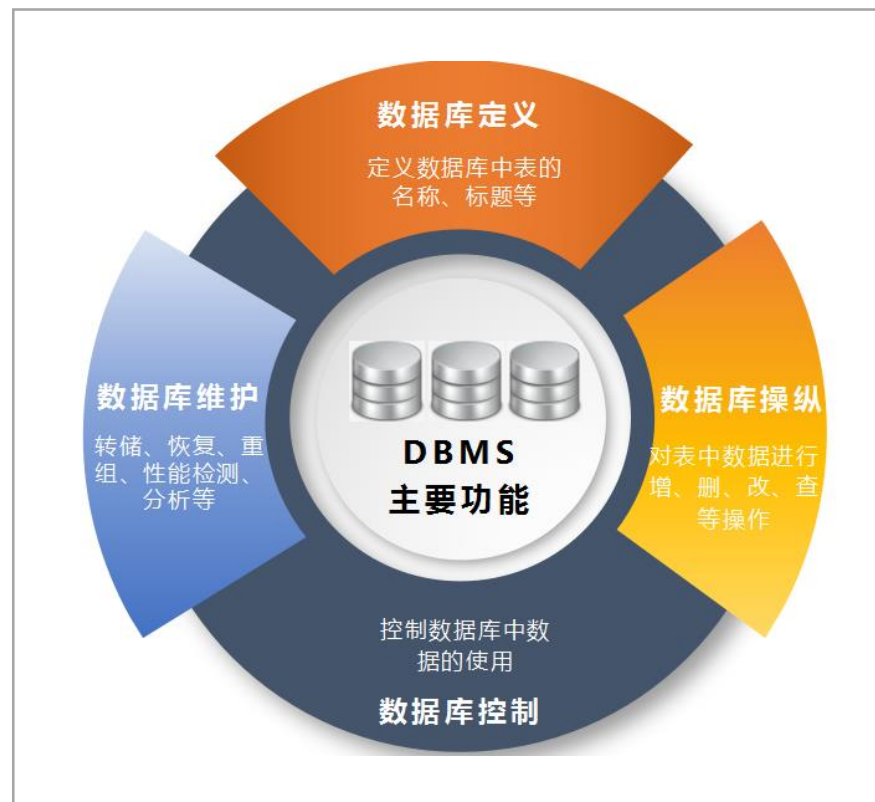 数据库定义
定义数据库中表的
名称、标题等
数据库维护
转储、恢复、重
组、性能检测、
分析等
DBMS
主要功能
数据库操纵
对表中数据进行
增、删、改、查
等操作
控制数据库中数
据的使用
数据库控制